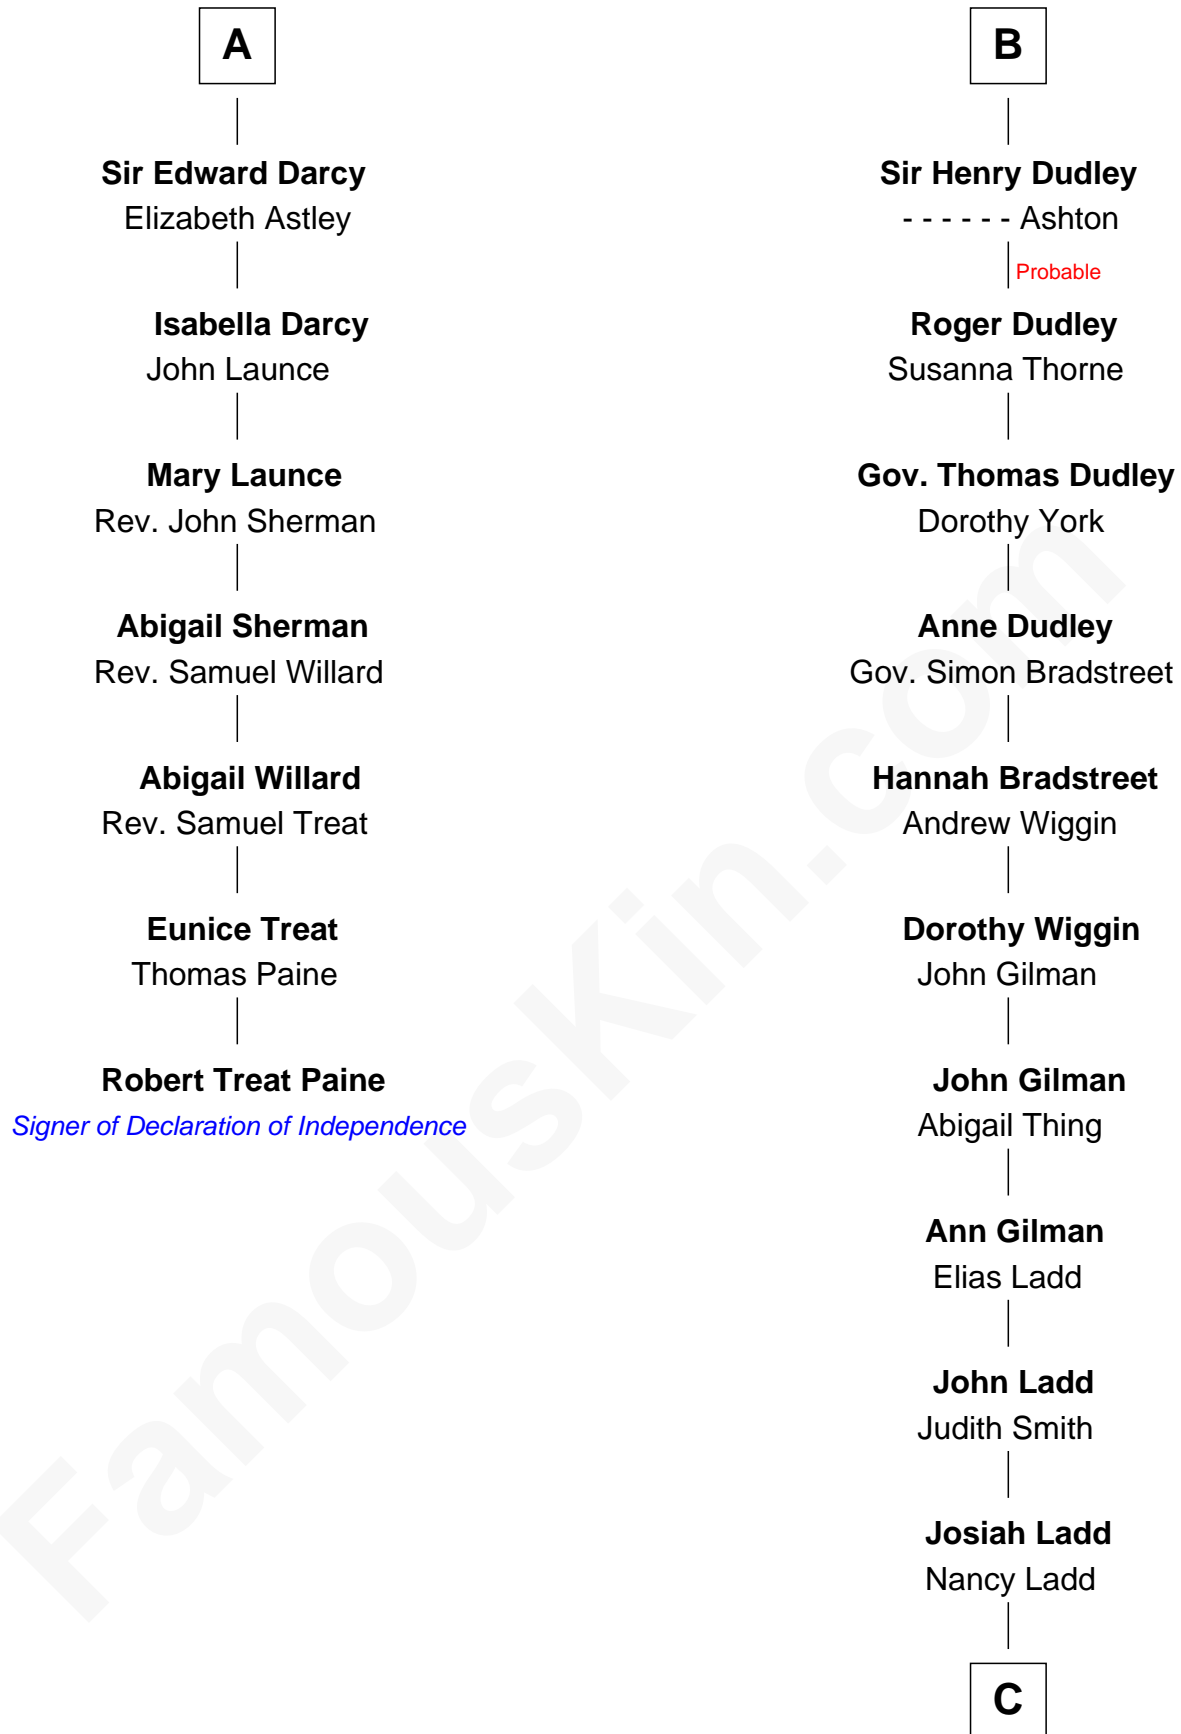 A
Sir Edward Darcy
Elizabeth Astley
Isabella Darcy
John Launce
Mary Launce
Rev. John Sherman
Abigail Sherman
Rev. Samuel Willard
Abigail Willard
Rev. Samuel Treat
Eunice Treat
Thomas Paine
Robert Treat Paine
Signer of Declaration of Independence
B
Sir Henry Dudley
- - - - - - Ashton
Probable
Roger Dudley
Susanna Thorne
Gov. Thomas Dudley
Dorothy York
Anne Dudley
Gov. Simon Bradstreet
Hannah Bradstreet
Andrew Wiggin
Dorothy Wiggin
John Gilman
John Gilman
Abigail Thing
Ann Gilman
Elias Ladd
John Ladd
Judith Smith
Josiah Ladd
Nancy Ladd
C
FamousKin.com